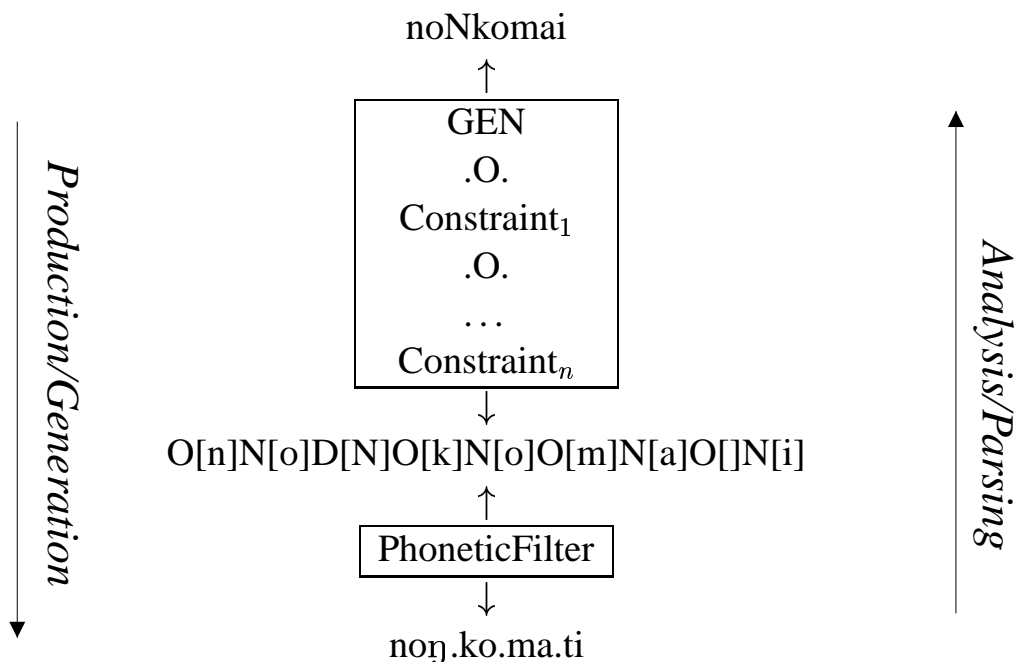 noNkomai
GEN
.O.
Constraint₁
.O.
...
Constraintₙ
O[n]N[o]D[N]O[k]N[o]O[m]N[a]O[]N[i]
PhoneticFilter
noŋ.ko.ma.ti
Production/Generation
Analysis/Parsing